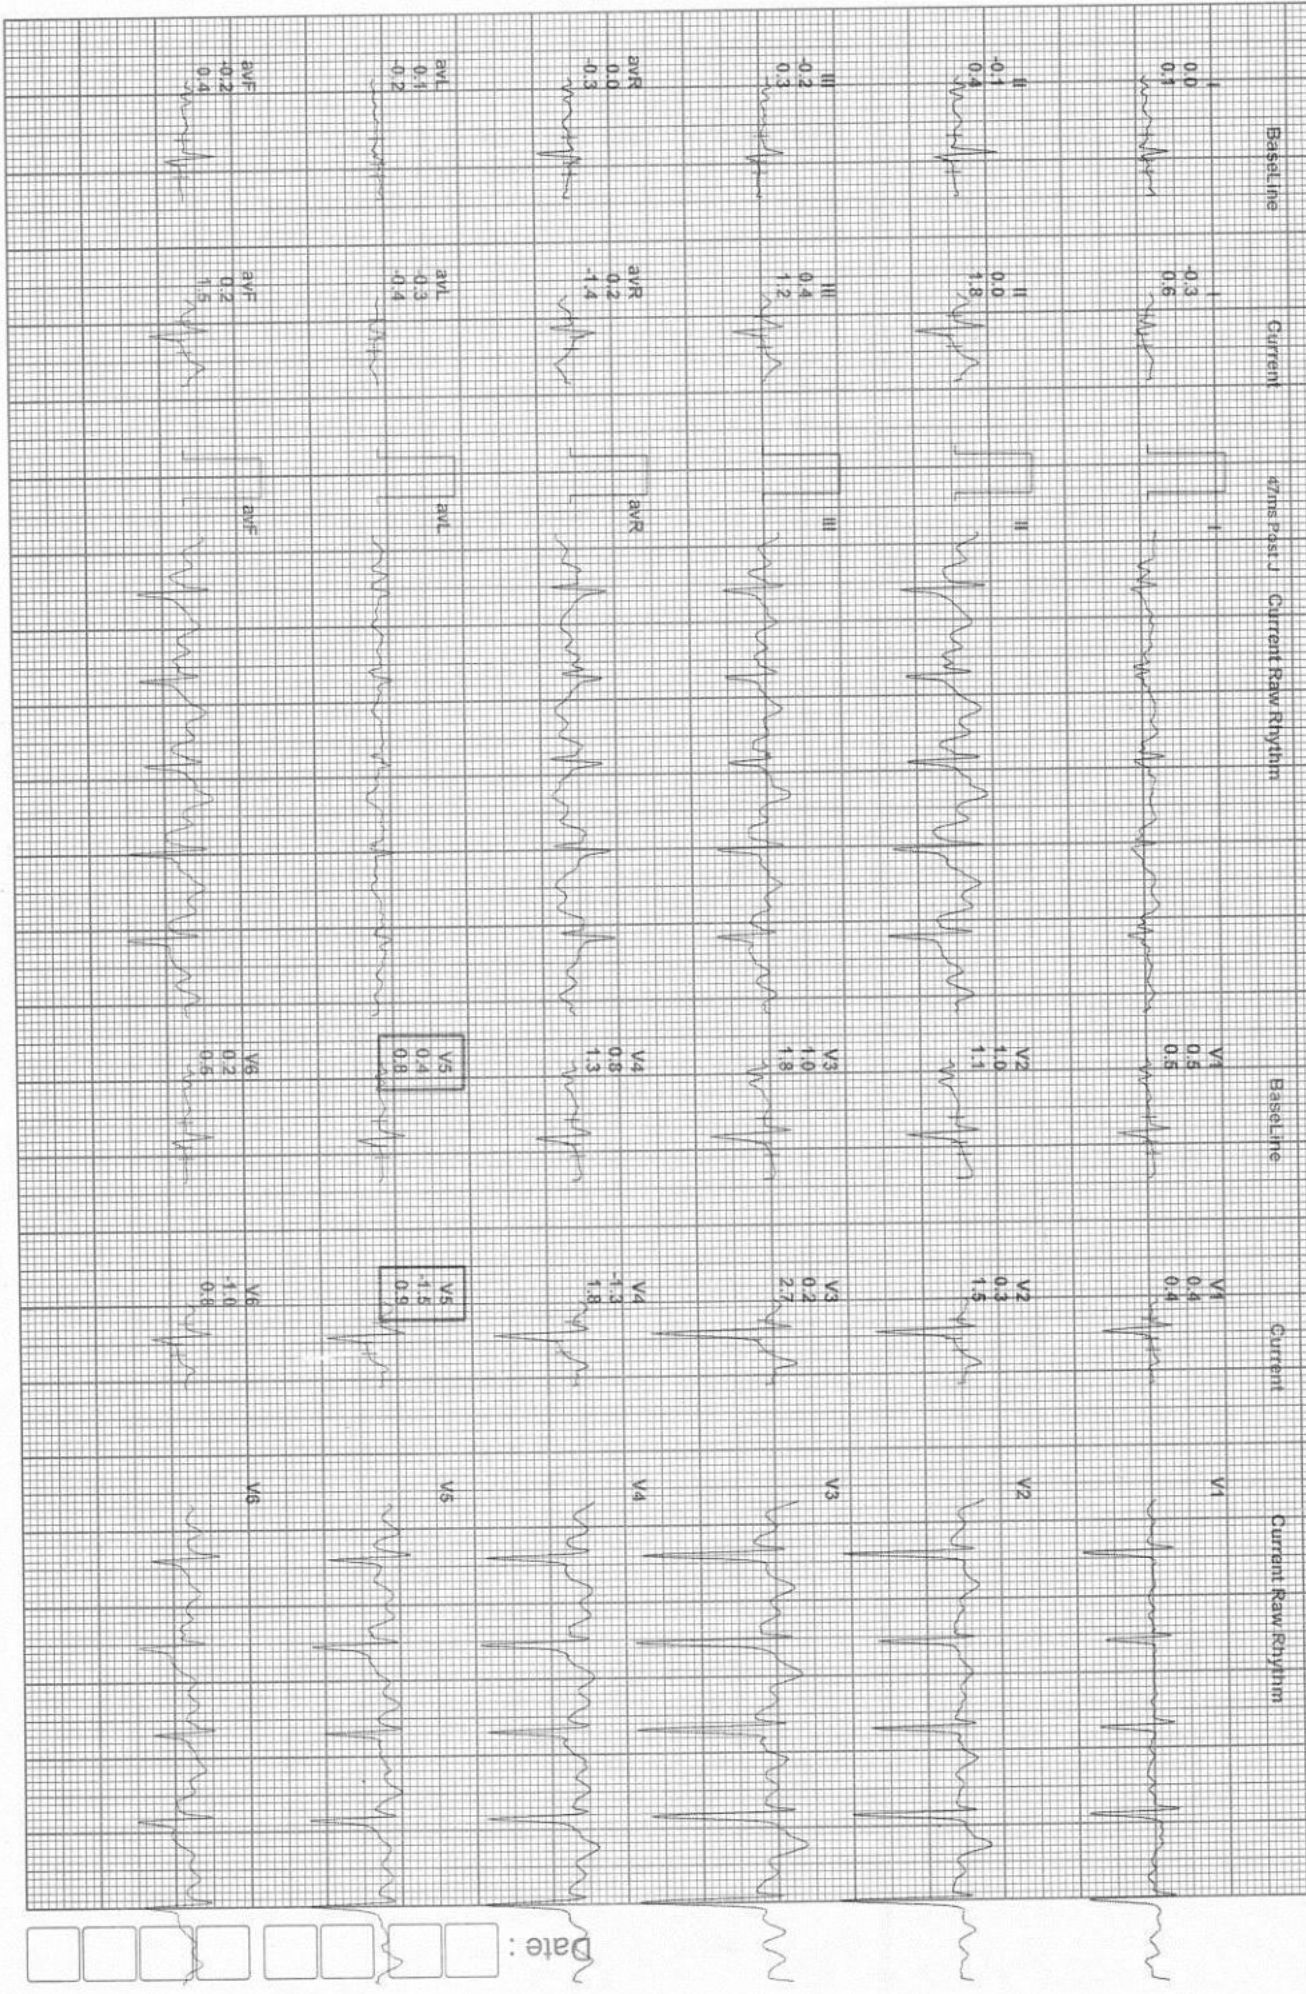 BaseLine
Current
47ms Post J
Current Raw Rhythm
BaseLine
Current
Current Raw Rhythm
I
0.0
0.1
I
-0.3
0.6
I
V1
0.5
0.5
V1
0.4
0.4
V1
II
-0.1
0.4
II
0.0
1.8
II
V2
1.0
1.1
V2
0.3
1.5
V2
III
-0.2
0.3
III
0.4
1.2
III
V3
1.0
1.8
V3
0.2
2.7
V3
avR
0.0
-0.3
avR
0.2
-1.4
avR
V4
0.8
1.3
V4
-1.3
1.8
V4
avL
0.1
-0.2
avL
-0.3
-0.4
avL
V5
0.4
0.8
V5
-1.5
0.9
V5
avF
-0.2
0.4
avF
0.2
1.5
avF
V6
0.2
V6
-1.0
0.8
V6
Date :